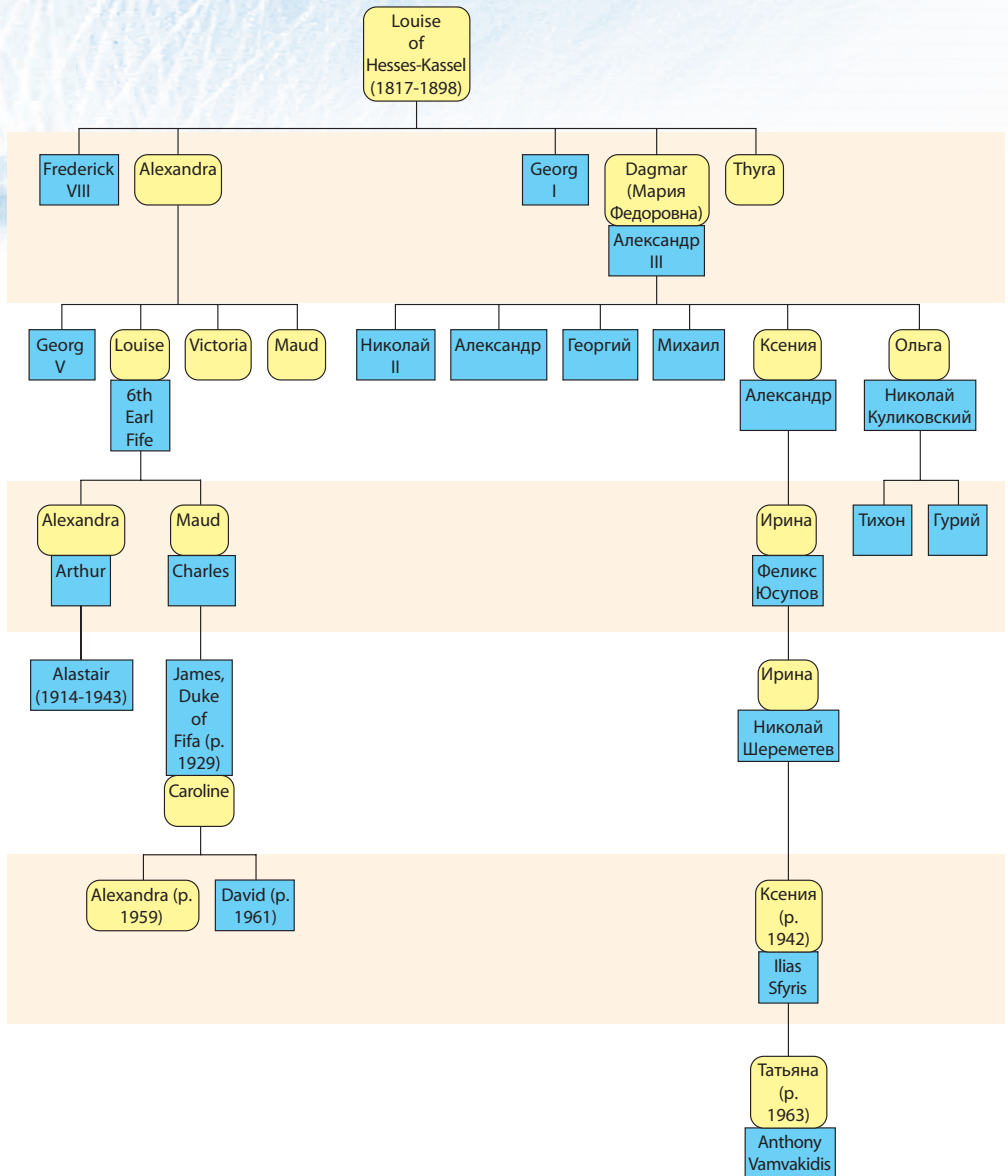 Louise
of
Hesses-Kassel
(1817-1898)
Frederick
VIII
Alexandra
Georg
I
Dagmar
(Мария
Федоровна)
Thyra
Александр
III
Georg
V
Louise
Victoria
Maud
Николай
II
Александр
Георгий
Михаил
Ксения
Ольга
6th
Earl
Fife
Александр
Николай
Куликовский
Alexandra
Maud
Ирина
Тихон
Гурий
Arthur
Charles
Феликс
Юсупов
Alastair
(1914-1943)
James,
Duke
of
Fifa (р.
1929)
Ирина
Николай
Шереметев
Caroline
Alexandra (р.
1959)
David (р.
1961)
Ксения
(р.
1942)
Ilias
Sfyris
Татьяна
(р.
1963)
Anthony
Vamvakidis